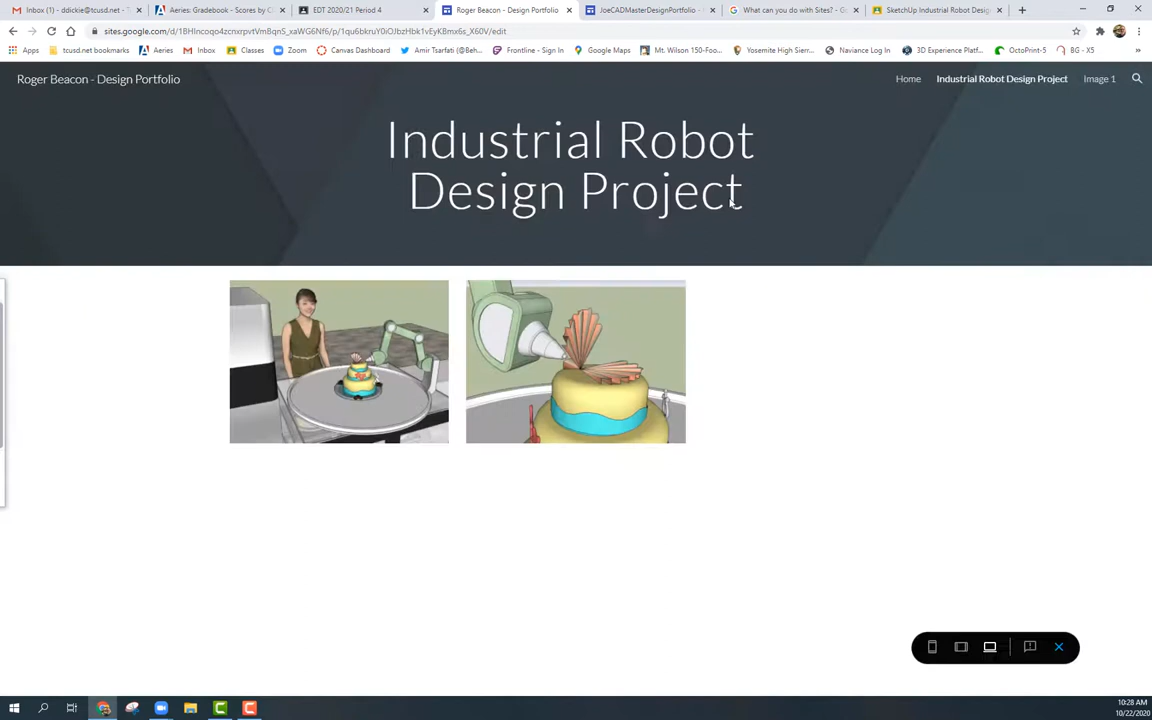 Inbox (1) - ddickie@tcusd.net - T
Aeries: Gradebook - Scores by C
EDT 2020/21 Period 4
Roger Beacon - Design Portfolio
JoeCADMasterDesignPortfolio -
What can you do with Sites? - Go
SketchUp Industrial Robot Design
sites.google.com/d/1BHIncoqo4zcnxrpvtVmBqn5_xaWG6Nf6/p/1qu6bkruY0iOJbzHbk1vEyKBmx6s_X60V/edit
Apps
tcusd.net bookmarks
Aeries
Inbox
Classes
Zoom
Canvas Dashboard
Amir Tsarfati (@Beh...
Frontline - Sign In
Google Maps
Mt. Wilson 150-Foo...
Yosemite High Sierr...
Naviance Log In
3D Experience Platf...
OctoPrint-5
BG - X5
»
Roger Beacon - Design Portfolio
Home
Industrial Robot Design Project
Image 1
Industrial Robot
Design Project
10:28 AM
10/22/2020